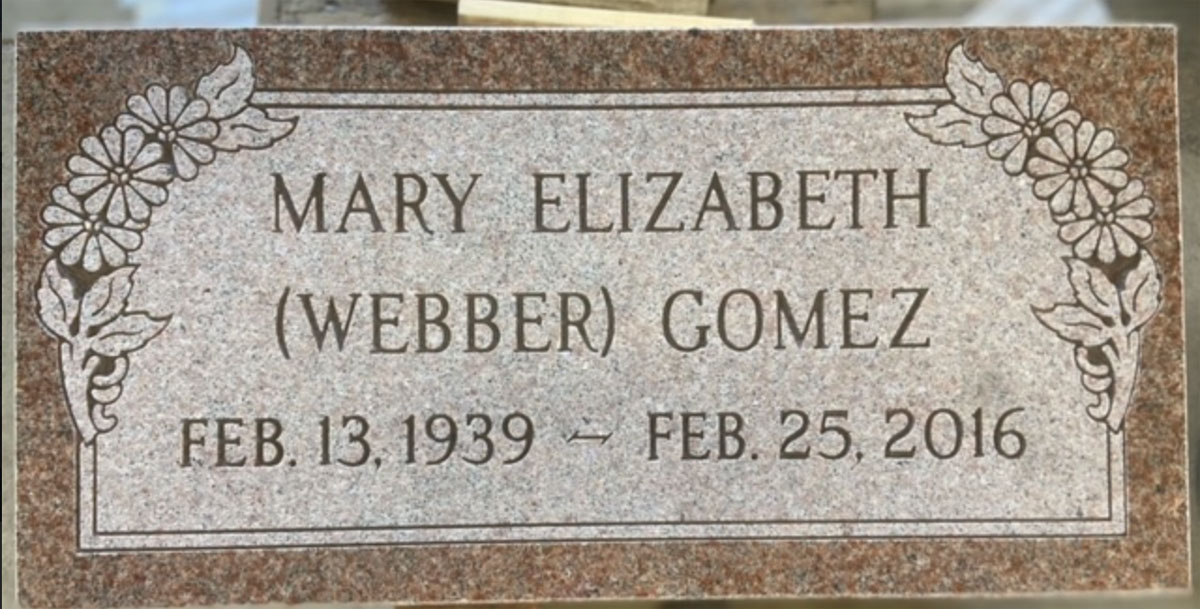 MARY ELIZABETH
(WEBBER) GOMEZ
FEB. 13, 1939 ~ FEB. 25, 2016